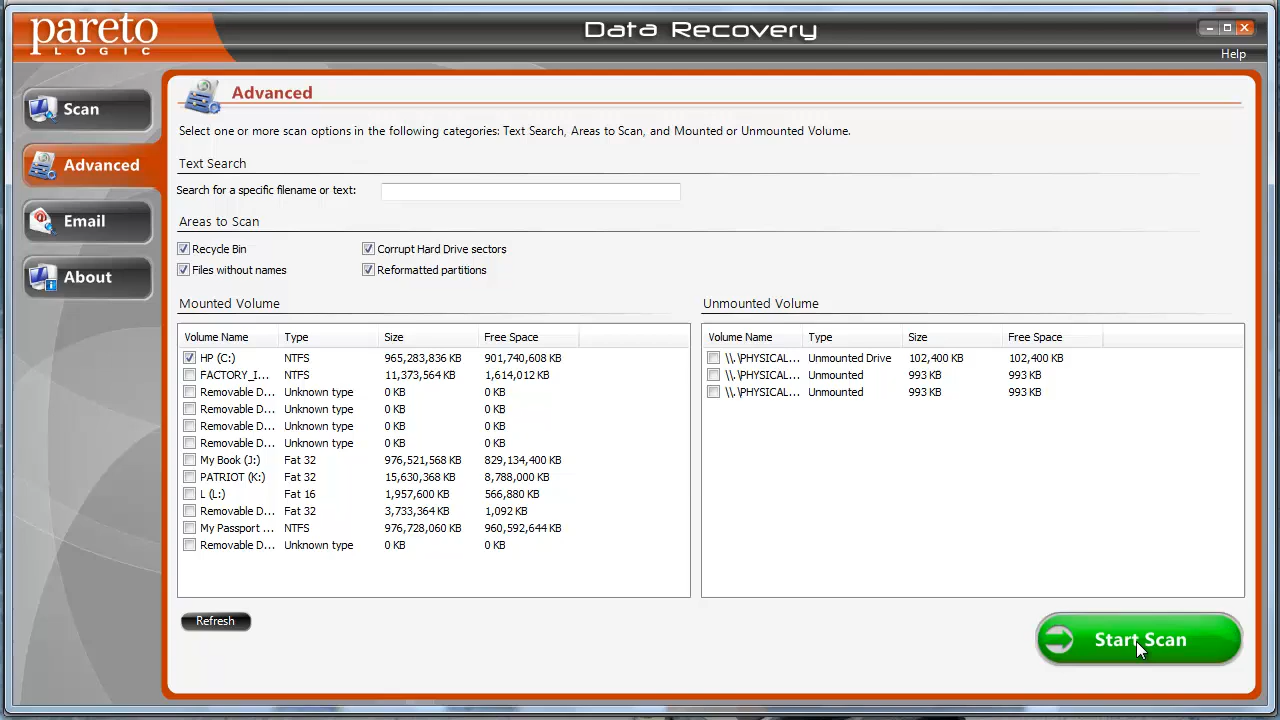 pareto
LOGIC
Data Recovery
Help
Scan
Advanced
Email
About
Advanced
Select one or more scan options in the following categories: Text Search, Areas to Scan, and Mounted or Unmounted Volume.
Text Search
Search for a specific filename or text:
Areas to Scan
Recycle Bin Corrupt Hard Drive sectors
Files without names Reformatted partitions
Mounted Volume
Volume Name Type Size Free Space
HP (C:) NTFS 965,283,836 KB 901,740,608 KB
FACTORY_I... NTFS 11,373,564 KB 1,614,012 KB
Removable D... Unknown type 0 KB 0 KB
Removable D... Unknown type 0 KB 0 KB
Removable D... Unknown type 0 KB 0 KB
Removable D... Unknown type 0 KB 0 KB
My Book (J:) Fat 32 976,521,568 KB 829,134,400 KB
PATRIOT (K:) Fat 32 15,630,368 KB 8,788,000 KB
L (L:) Fat 16 1,957,600 KB 566,880 KB
Removable D... Fat 32 3,733,364 KB 1,092 KB
My Passport ... NTFS 976,728,060 KB 960,592,644 KB
Removable D... Unknown type 0 KB 0 KB
Unmounted Volume
Volume Name Type Size Free Space
\\.\PHYSICAL... Unmounted Drive 102,400 KB 102,400 KB
\\.\PHYSICAL... Unmounted 993 KB 993 KB
\\.\PHYSICAL... Unmounted 993 KB 993 KB
Refresh
Start Scan